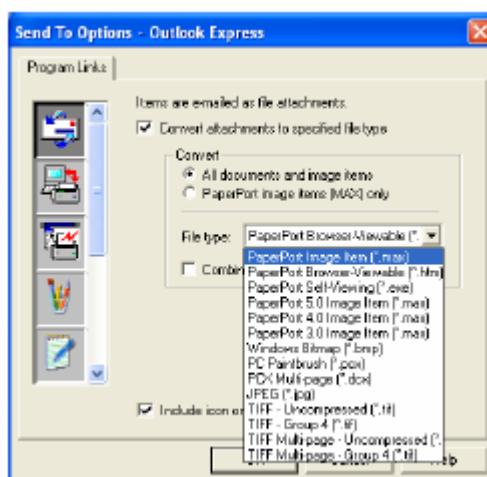 Send To Options - Outlook Express
Program Links
Items are e-mailed as file attachments.
Convert attachments to specified file type
Convert
All documents and image items
PaperPort image items [MAX] only
File type: PaperPort Browser-Viewable (*.
PaperPort Image Item (*.max)
Combin
PaperPort Browser-Viewable (*.htm)
PaperPort Self-Viewing (*.exe)
PaperPort 5.0 Image Item (*.max)
PaperPort 4.0 Image Item (*.max)
PaperPort 3.0 Image Item (*.max)
Windows Bitmap (*.bmp)
PC Paintbrush (*.pcx)
PCX Multi-page (*.dcx)
JPEG (*.jpg)
Include icon
TIFF - Uncompressed (*.tif)
TIFF - Group 4 (*.tif)
TIFF Multi-page - Uncompressed (*.
TIFF Multi-page - Group 4 (*.tif)